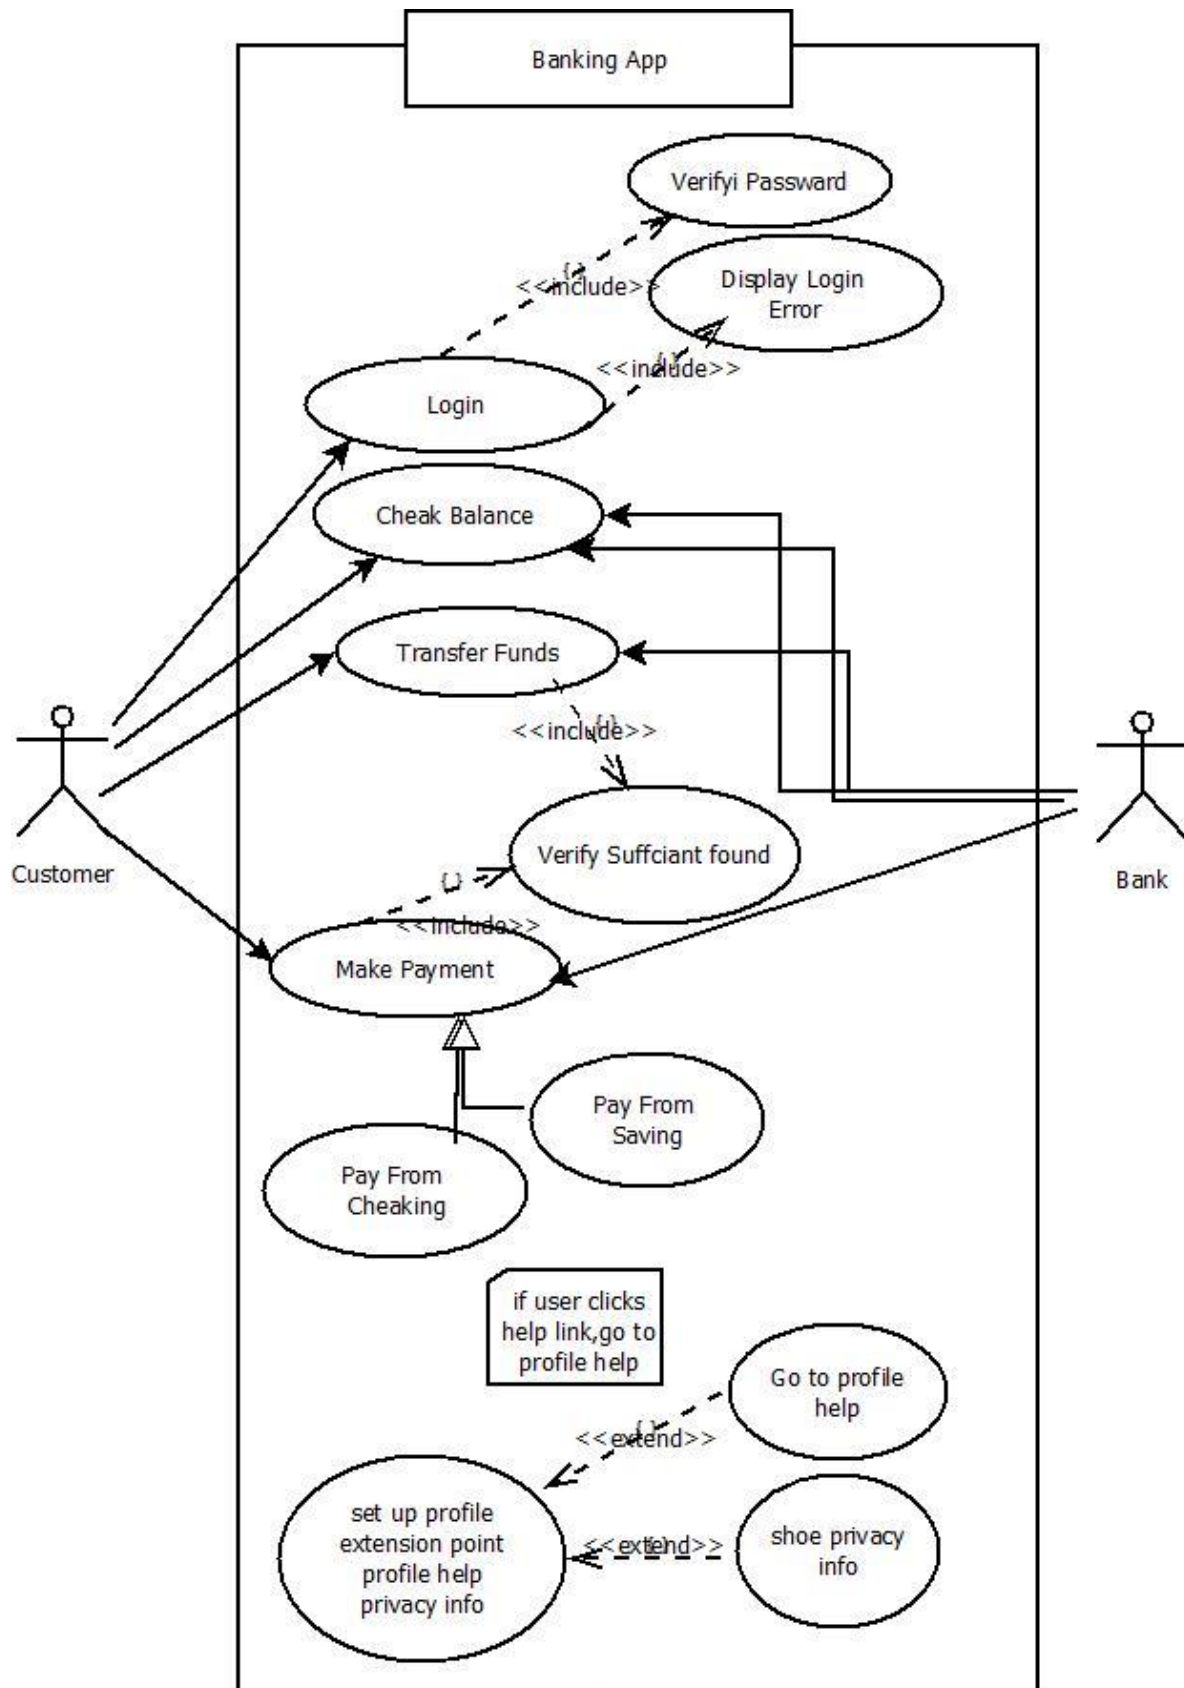 Banking App
Verifyi Passward
{ }
<<include>>
Display Login
Error
{ }
<<include>>
Login
Cheak Balance
Transfer Funds
{ }
<<include>>
Customer
Bank
Verify Suffciant found
{ }
<<include>>
Make Payment
Pay From
Saving
Pay From
Cheaking
if user clicks
help link,go to
profile help
Go to profile
help
{ }
<<extend>>
set up profile
extension point
profile help
privacy info
<<extend>>
{ }
shoe privacy
info